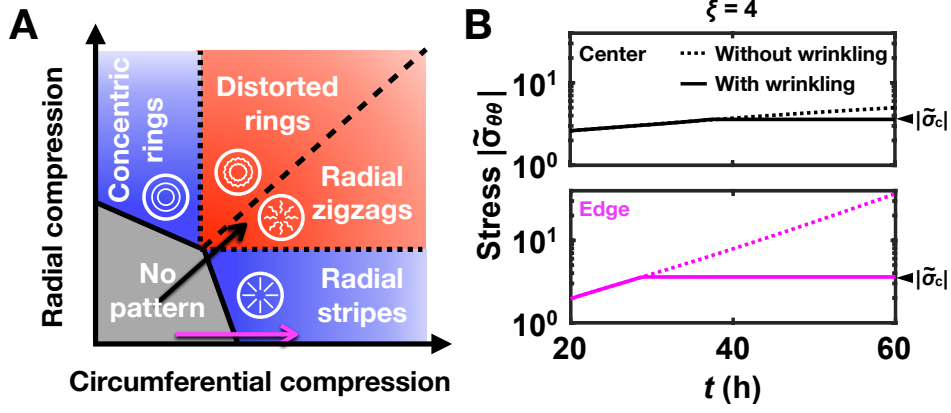 A
Radial compression
Concentric
rings
Distorted
rings
Radial
zigzags
No
pattern
Radial
stripes
Circumferential compression
B
ξ = 4
Stress |σ̃θθ|
Center
Without wrinkling
With wrinkling
10¹
10⁰
|σ̃c|
Edge
10¹
10⁰
|σ̃c|
20
40
60
t (h)